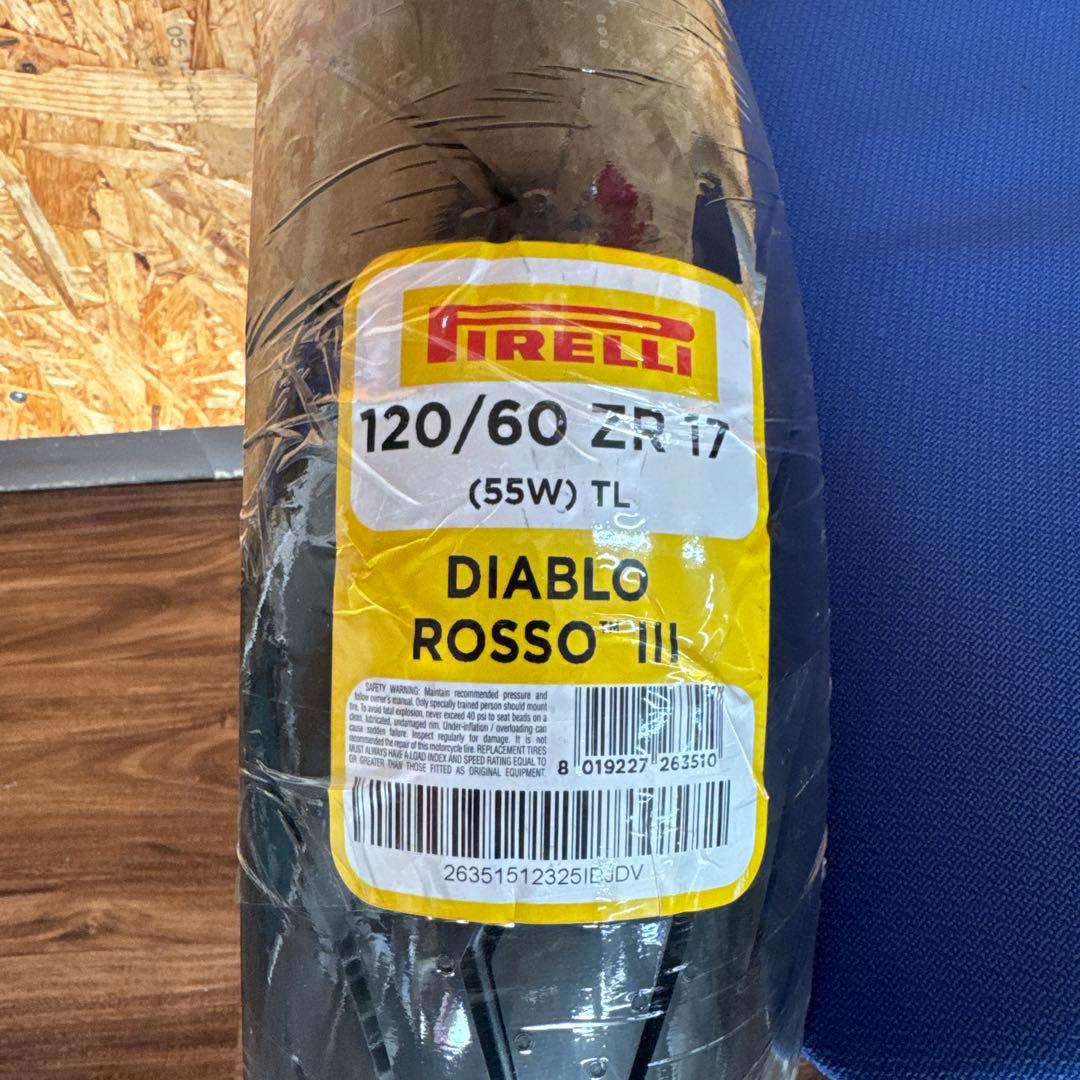 PIRELLI
120/60 ZR 17
(55W) TL
DIABLO
ROSSO™ III
SAFETY WARNING: Maintain recommended pressure and
follow owner's manual. Only specially trained person should mount
tire. To avoid fatal explosion, never exceed 40 psi to seat beads on a
clean, lubricated, undamaged rim. Under-inflation / overloading can
cause sudden failure. Inspect regularly for damage. It is not
recommended the repair of this motorcycle tire. REPLACEMENT TIRES
MUST ALWAYS HAVE A LOAD INDEX AND SPEED RATING EQUAL TO
OR GREATER THAN THOSE FITTED AS ORIGINAL EQUIPMENT.
8 019227 263510
26351512325IEJDV